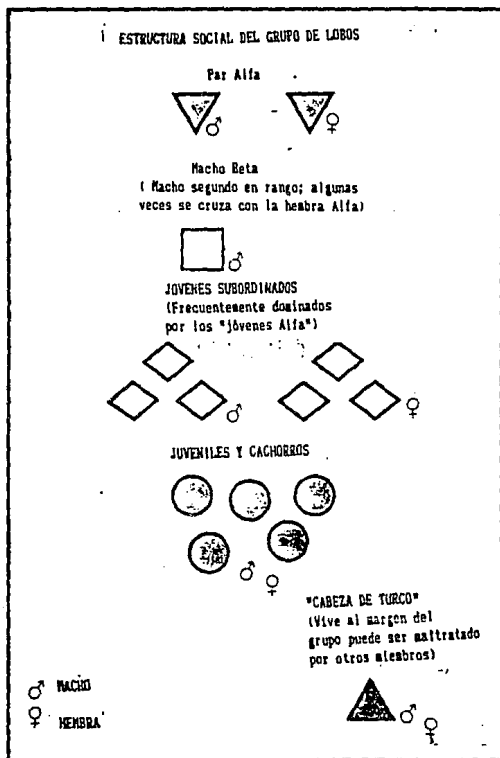 ESTRUCTURA SOCIAL DEL GRUPO DE LOBOS
Par Alfa
♂ ♀
Macho Beta
( Macho segundo en rango; algunas
veces se cruza con la hembra Alfa)
♂
JOVENES SUBORDINADOS
(Frecuentemente dominados
por los "jóvenes Alfa")
♂ ♀
JUVENILES Y CACHORROS
♂ ♀
"CABEZA DE TURCO"
(Vive al margen del
grupo puede ser maltratado
por otros miembros)
♂ ♀
♂ MACHO
♀ HEMBRA